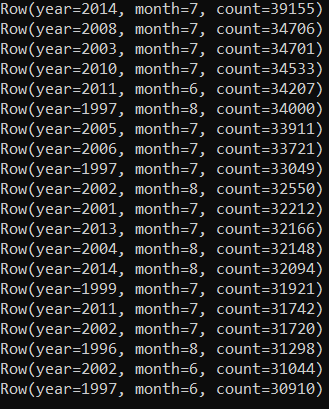 Row(year=2014, month=7, count=39155)
Row(year=2008, month=7, count=34706)
Row(year=2003, month=7, count=34701)
Row(year=2010, month=7, count=34533)
Row(year=2011, month=6, count=34207)
Row(year=1997, month=8, count=34000)
Row(year=2005, month=7, count=33911)
Row(year=2006, month=7, count=33721)
Row(year=1997, month=7, count=33049)
Row(year=2002, month=8, count=32550)
Row(year=2001, month=7, count=32212)
Row(year=2013, month=7, count=32166)
Row(year=2004, month=8, count=32148)
Row(year=2014, month=8, count=32094)
Row(year=1999, month=7, count=31921)
Row(year=2011, month=7, count=31742)
Row(year=2002, month=7, count=31720)
Row(year=1996, month=8, count=31298)
Row(year=2002, month=6, count=31044)
Row(year=1997, month=6, count=30910)